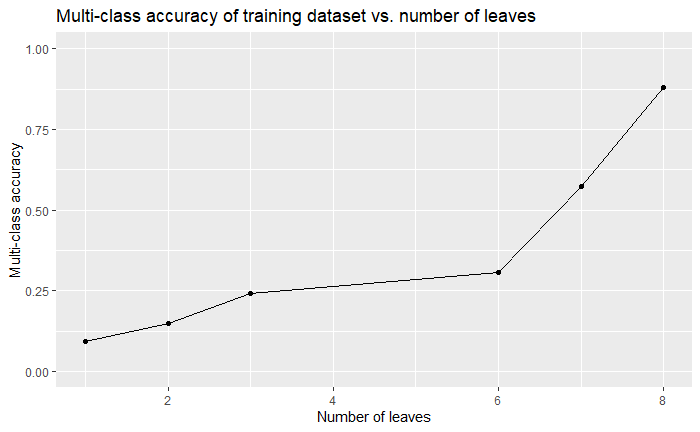 Multi-class accuracy of training dataset vs. number of leaves
1.00
0.75
0.50
0.25
0.00
Multi-class accuracy
2 4 6 8
Number of leaves